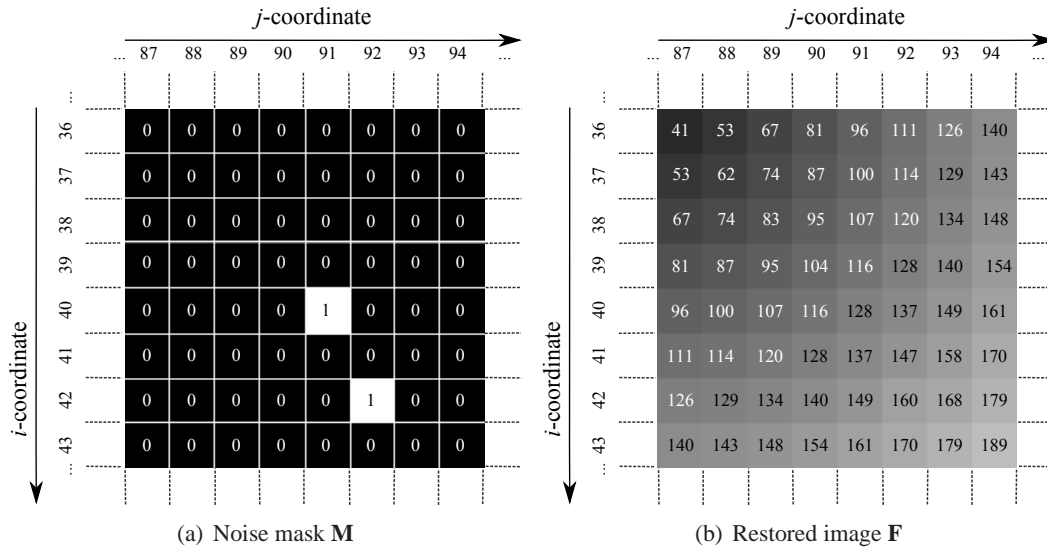 j-coordinate j-coordinate
... 87 88 89 90 91 92 93 94 ... ... 87 88 89 90 91 92 93 94 ...
... ...
36 0 0 0 0 0 0 0 0 36 41 53 67 81 96 111 126 140
37 0 0 0 0 0 0 0 0 37 53 62 74 87 100 114 129 143
38 0 0 0 0 0 0 0 0 38 67 74 83 95 107 120 134 148
39 0 0 0 0 0 0 0 0 39 81 87 95 104 116 128 140 154
40 0 0 0 0 1 0 0 0 40 96 100 107 116 128 137 149 161
41 0 0 0 0 0 0 0 0 41 111 114 120 128 137 147 158 170
42 0 0 0 0 0 1 0 0 42 126 129 134 140 149 160 168 179
43 0 0 0 0 0 0 0 0 43 140 143 148 154 161 170 179 189
... ...
i-coordinate i-coordinate
(a) Noise mask M (b) Restored image F